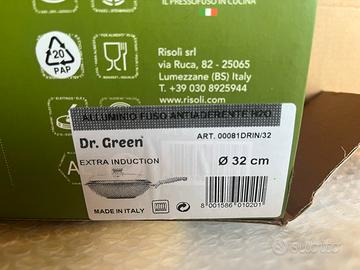 IL PRESSOFUSO IN CUCINA
20
PAP
Risolì srl
via Ruca, 82 - 25065
Lumezzane (BS) Italy
T. +39 030 8925944
www.risoli.com
ALLUMINIO FUSO ANTIADERENTE H2O
Dr. Green®
ART. 00081DRIN/32
EXTRA INDUCTION
Ø 32 cm
MADE IN ITALY
8 001586 010201
subito